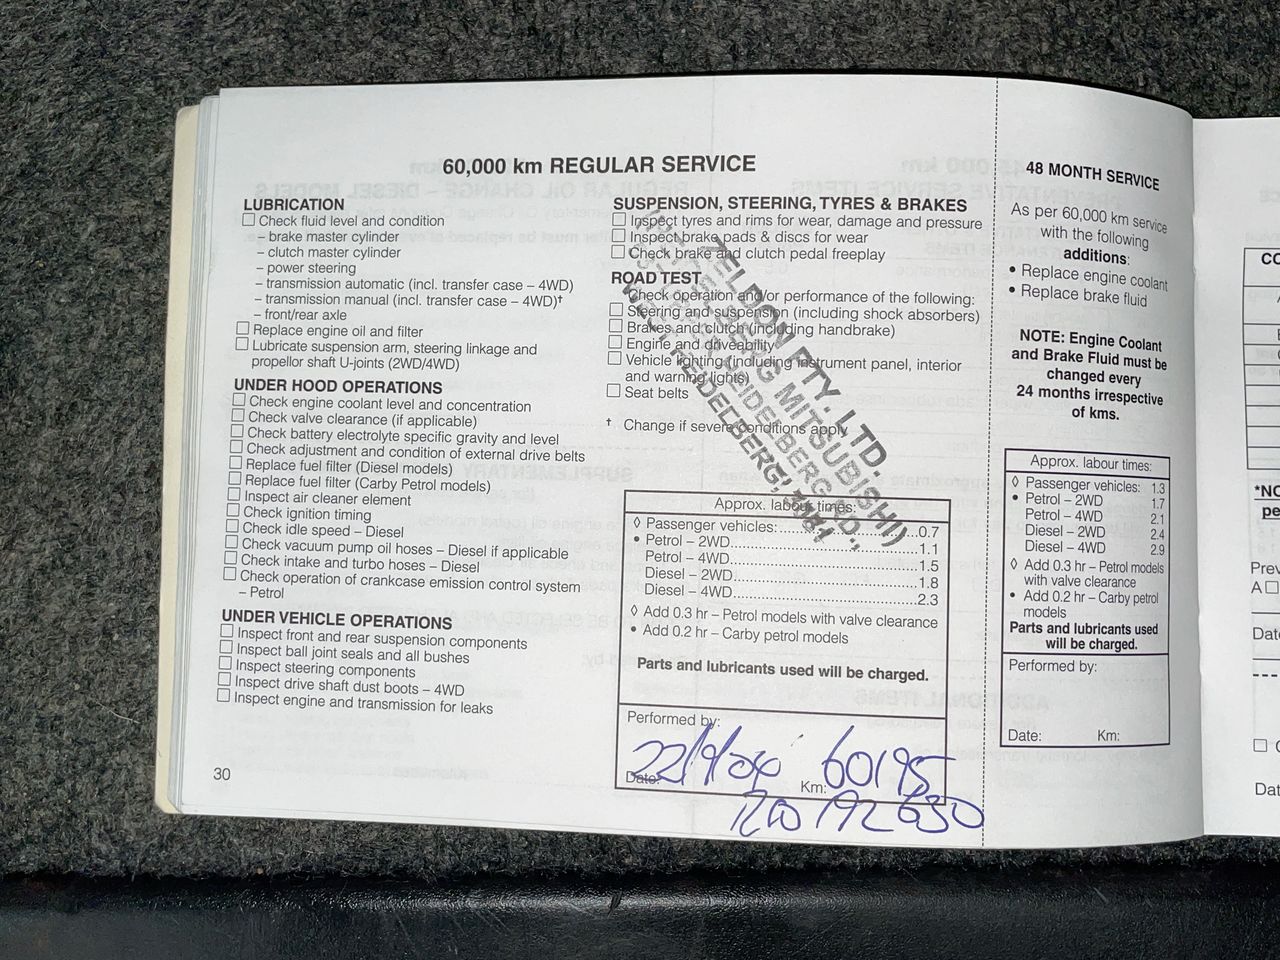 60,000 km REGULAR SERVICE
LUBRICATION
Check fluid level and condition
– brake master cylinder
– clutch master cylinder
– power steering
– transmission automatic (incl. transfer case – 4WD)
– transmission manual (incl. transfer case – 4WD)†
– front/rear axle
Replace engine oil and filter
Lubricate suspension arm, steering linkage and
propellor shaft U-joints (2WD/4WD)
UNDER HOOD OPERATIONS
Check engine coolant level and concentration
Check valve clearance (if applicable)
Check battery electrolyte specific gravity and level
Check adjustment and condition of external drive belts
Replace fuel filter (Diesel models)
Replace fuel filter (Carby Petrol models)
Inspect air cleaner element
Check ignition timing
Check idle speed – Diesel
Check vacuum pump oil hoses – Diesel if applicable
Check intake and turbo hoses – Diesel
Check operation of crankcase emission control system
– Petrol
UNDER VEHICLE OPERATIONS
Inspect front and rear suspension components
Inspect ball joint seals and all bushes
Inspect steering components
Inspect drive shaft dust boots – 4WD
Inspect engine and transmission for leaks
30
SUSPENSION, STEERING, TYRES & BRAKES
Inspect tyres and rims for wear, damage and pressure
Inspect brake pads & discs for wear
Check brake and clutch pedal freeplay
ROAD TEST
Check operation and/or performance of the following:
Steering and suspension (including shock absorbers)
Brakes and clutch (including handbrake)
Engine and driveability
Vehicle lighting (including instrument panel, interior
and warning lights)
Seat belts
† Change if severe conditions apply
YELDON PTY. LTD.
HEIDELBERG MITSUBISHI
HEIDELBERG RD.,
WEST HEIDELBERG, 3081
Approx. labour times:
◊ Passenger vehicles:..........0.7
• Petrol – 2WD..........1.1
Petrol – 4WD..........1.5
Diesel – 2WD..........1.8
Diesel – 4WD..........2.3
◊ Add 0.3 hr – Petrol models with valve clearance
• Add 0.2 hr – Carby petrol models
Parts and lubricants used will be charged.
Performed by:
Date: 22/9/00 Km: 60195
192630
48 MONTH SERVICE
As per 60,000 km service
with the following
additions:
• Replace engine coolant
• Replace brake fluid
NOTE: Engine Coolant
and Brake Fluid must be
changed every
24 months irrespective
of kms.
Approx. labour times:
◊ Passenger vehicles: 1.3
• Petrol – 2WD 1.7
Petrol – 4WD 2.1
Diesel – 2WD 2.4
Diesel – 4WD 2.9
◊ Add 0.3 hr – Petrol models
with valve clearance
• Add 0.2 hr – Carby petrol
models
Parts and lubricants used
will be charged.
Performed by:
Date: Km: